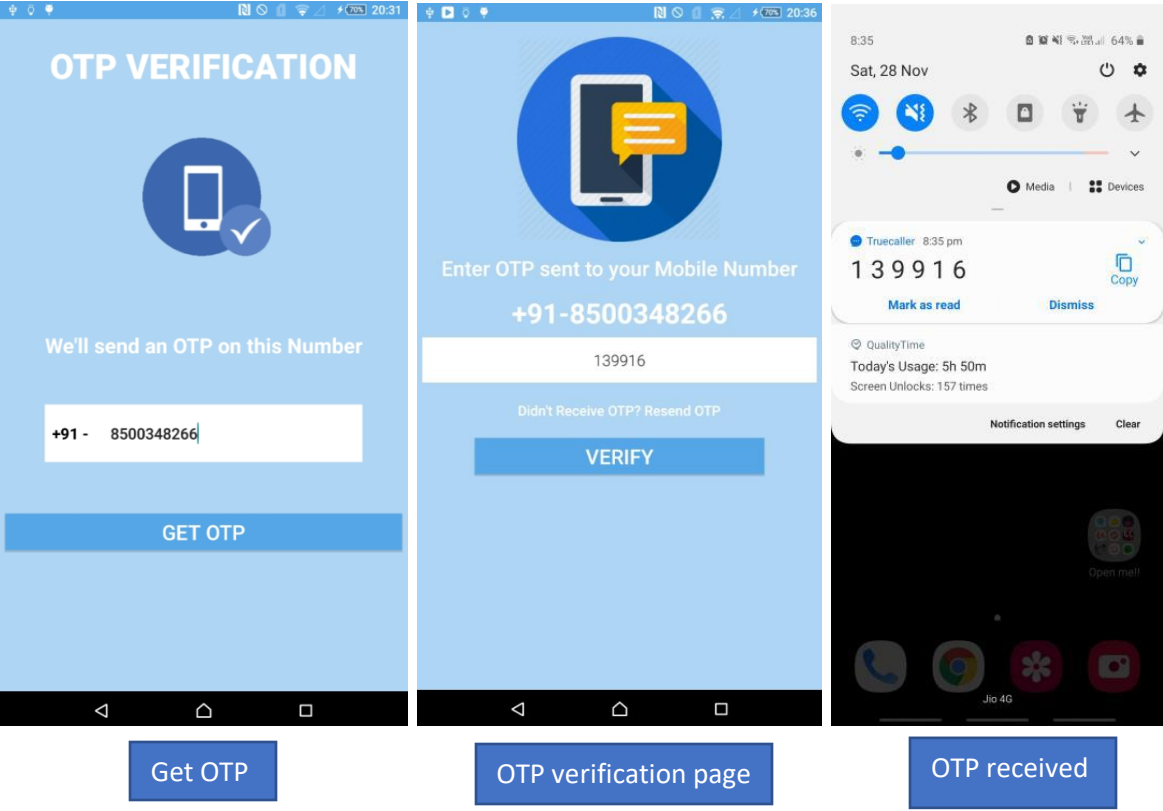 20:31
OTP VERIFICATION
We'll send an OTP on this Number
+91 - 8500348266
GET OTP
Get OTP
70% 20:36
Enter OTP sent to your Mobile Number
+91-8500348266
139916
Didn't Receive OTP? Resend OTP
VERIFY
OTP verification page
8:35
64%
Sat, 28 Nov
Media | Devices
Truecaller 8:35 pm
139916
Copy
Mark as read Dismiss
QualityTime
Today's Usage: 5h 50m
Screen Unlocks: 157 times
Notification settings Clear
Open me!!
Jio 4G
OTP received